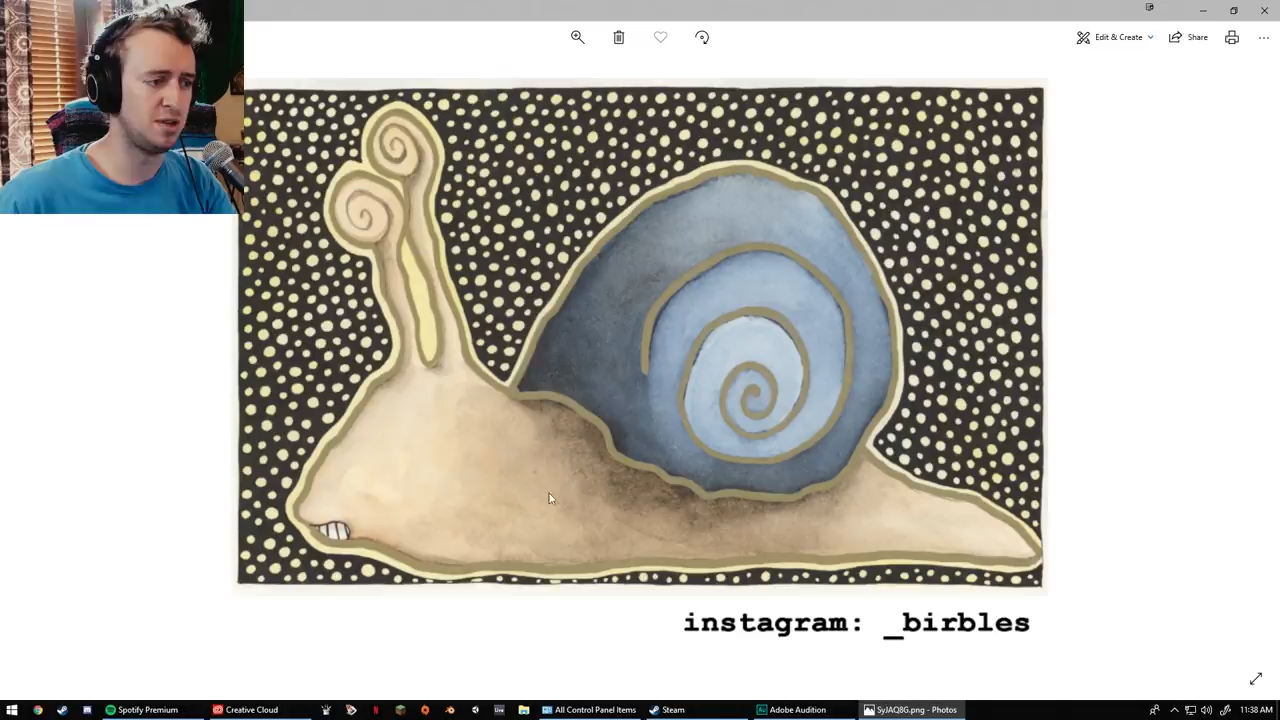 Edit & Create
Share
instagram: _birbles
Spotify Premium
Creative Cloud
All Control Panel Items
Steam
Adobe Audition
SyJAQ8G.png - Photos
11:38 AM